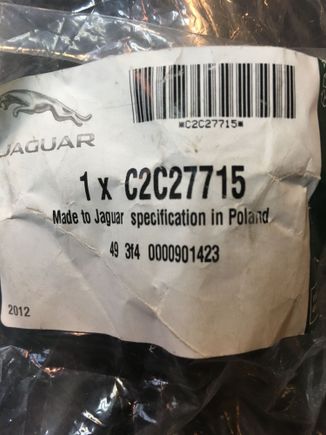 *C2C27715*
JAGUAR
1 x C2C27715
Made to Jaguar specification in Poland
49 3f4 0000901423
2012